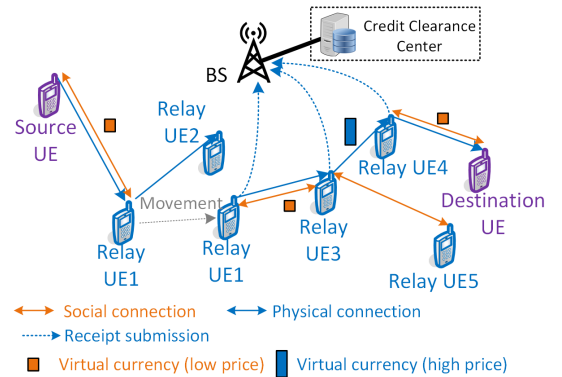 Credit Clearance
Center
BS
Source
UE
Relay
UE2
Relay UE4
Destination
UE
Movement
Relay
UE1
Relay
UE1
Relay
UE3
Relay UE5
Social connection
Physical connection
Receipt submission
Virtual currency (low price)
Virtual currency (high price)